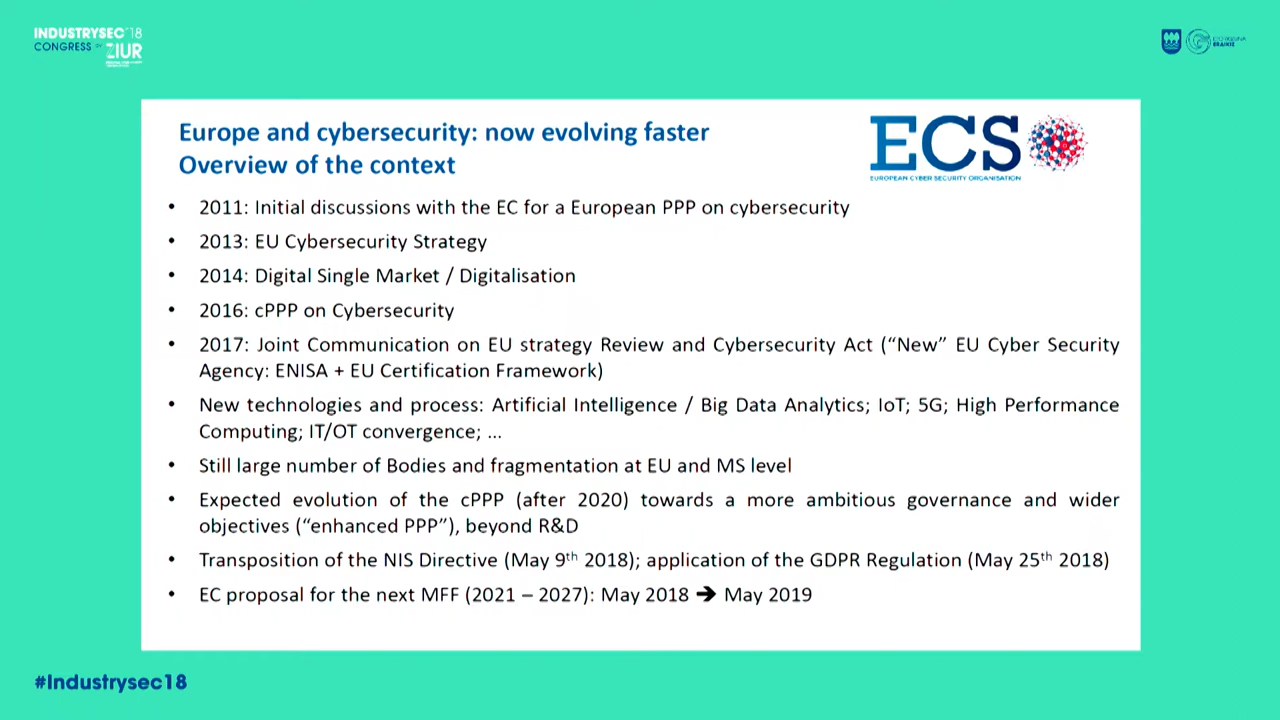 INDUSTRYSEC'18
CONGRESS BY ZIUR
Europe and cybersecurity: now evolving faster
Overview of the context
ECS
EUROPEAN CYBER SECURITY ORGANISATION
• 2011: Initial discussions with the EC for a European PPP on cybersecurity
• 2013: EU Cybersecurity Strategy
• 2014: Digital Single Market / Digitalisation
• 2016: cPPP on Cybersecurity
• 2017: Joint Communication on EU strategy Review and Cybersecurity Act (“New” EU Cyber Security
Agency: ENISA + EU Certification Framework)
• New technologies and process: Artificial Intelligence / Big Data Analytics; IoT; 5G; High Performance
Computing; IT/OT convergence; ...
• Still large number of Bodies and fragmentation at EU and MS level
• Expected evolution of the cPPP (after 2020) towards a more ambitious governance and wider
objectives (“enhanced PPP”), beyond R&D
• Transposition of the NIS Directive (May 9th 2018); application of the GDPR Regulation (May 25th 2018)
• EC proposal for the next MFF (2021 – 2027): May 2018 ➔ May 2019
#Industrysec18